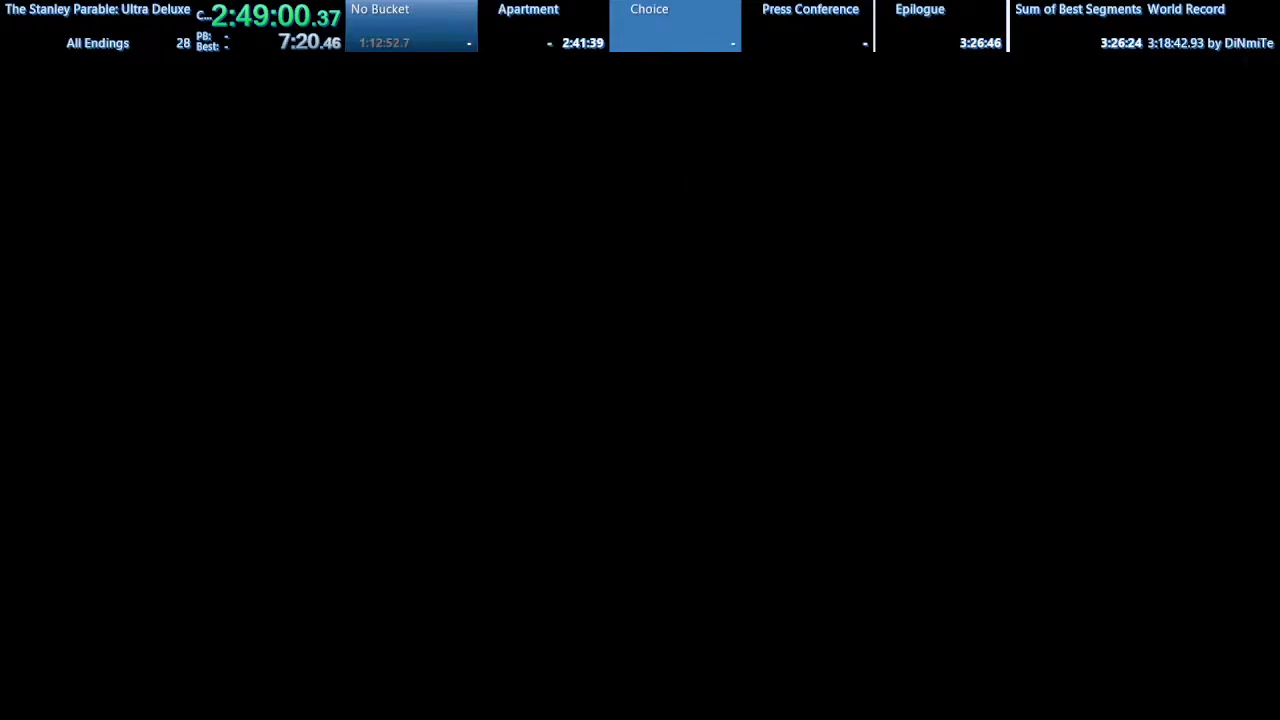 The Stanley Parable: Ultra Deluxe
All Endings 28
C... 2:49:00.37
PB: -
Best: -
7:20.46
No Bucket
1:12:52.7 -
Apartment
- 2:41:39
Choice
-
Press Conference
-
Epilogue
3:26:46
Sum of Best Segments
3:26:24
World Record
3:18:42.93 by DiNmiTe